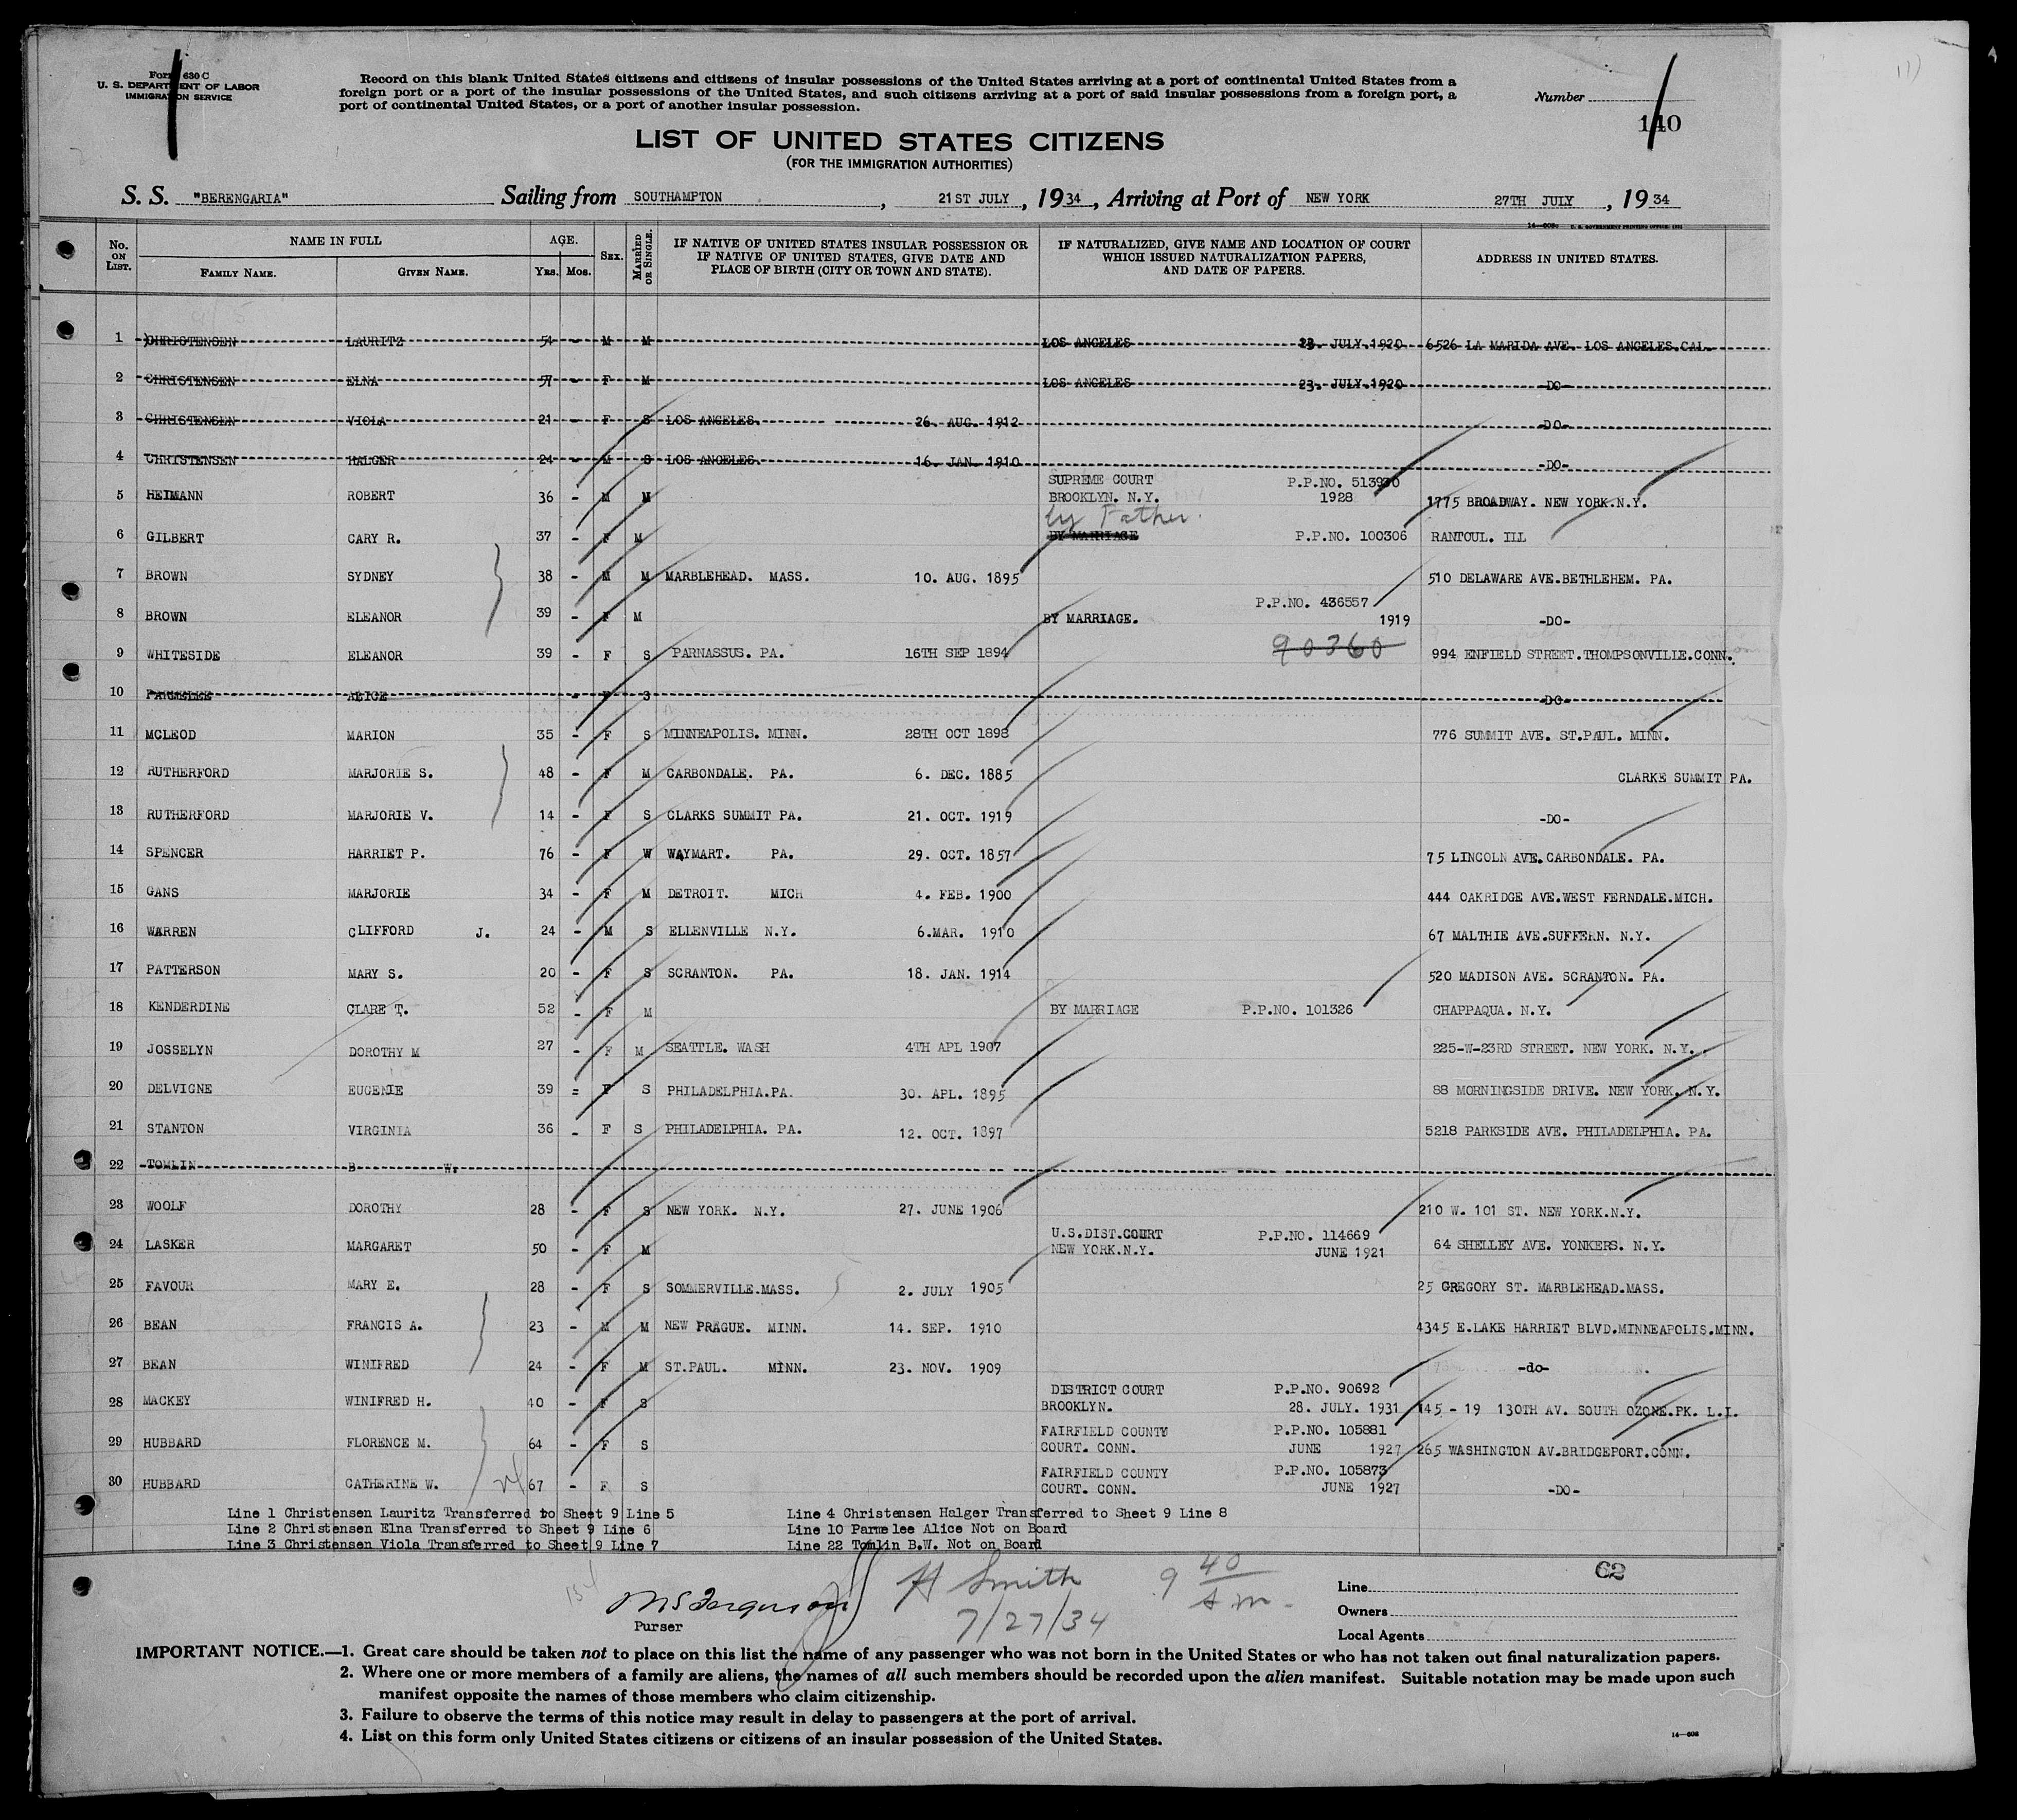 Form 630 C
U. S. DEPARTMENT OF LABOR
IMMIGRATION SERVICE
Record on this blank United States citizens and citizens of insular possessions of the United States arriving at a port of continental United States from a
foreign port or a port of the insular possessions of the United States, and such citizens arriving at a port of said insular possessions from a foreign port, a
port of continental United States, or a port of another insular possession.
Number
140
LIST OF UNITED STATES CITIZENS
(FOR THE IMMIGRATION AUTHORITIES)
S. S. "BERENGARIA" Sailing from SOUTHAMPTON, 21ST JULY, 1934, Arriving at Port of NEW YORK 27TH JULY, 1934
No. ON LIST. NAME IN FULL FAMILY NAME. GIVEN NAME. AGE. YRS. MOS. SEX. MARRIED OR SINGLE. IF NATIVE OF UNITED STATES INSULAR POSSESSION OR IF NATIVE OF UNITED STATES, GIVE DATE AND PLACE OF BIRTH (CITY OR TOWN AND STATE). IF NATURALIZED, GIVE NAME AND LOCATION OF COURT WHICH ISSUED NATURALIZATION PAPERS, AND DATE OF PAPERS. ADDRESS IN UNITED STATES.
1 CHRISTENSEN LAURITZ 54 - M M LOS ANGELES 23. JULY.1920 6526 LA MARIDA AVE. LOS ANGELES.CAL.
2 CHRISTENSEN ELNA 57 - F M LOS ANGELES 23. JULY.1920 -DO-
3 CHRISTENSEN VIOLA 21 - F S LOS ANGELES. 26. AUG. 1912 -DO-
4 CHRISTENSEN HALGER 24 - M S LOS ANGELES. 16. JAN. 1910 -DO-
5 HEIMANN ROBERT 36 - M M SUPREME COURT BROOKLYN. N.Y. P.P.NO. 513930 1928 1775 BROADWAY. NEW YORK.N.Y.
by Father.
6 GILBERT CARY R. 37 - F M BY MARRIAGE P.P.NO. 100306 RANTOUL. ILL
7 BROWN SYDNEY 38 - M M MARBLEHEAD. MASS. 10. AUG. 1895 510 DELAWARE AVE.BETHLEHEM. PA.
8 BROWN ELEANOR 39 - F M BY MARRIAGE. P.P.NO. 436557 1919 -DO-
9 WHITESIDE ELEANOR 39 - F S PARNASSUS. PA. 16TH SEP 1894 90360 994 ENFIELD STREET.THOMPSONVILLE.CONN.
10 PARMELEE ALICE - F S -DO-
11 MCLEOD MARION 35 - F S MINNEAPOLIS. MINN. 28TH OCT 1898 776 SUMMIT AVE. ST.PAUL. MINN.
12 RUTHERFORD MARJORIE S. 48 - F M CARBONDALE. PA. 6. DEC. 1885 CLARKE SUMMIT PA.
13 RUTHERFORD MARJORIE V. 14 - F S CLARKS SUMMIT PA. 21. OCT. 1919 -DO-
14 SPENCER HARRIET P. 76 - F W WAYMART. PA. 29. OCT. 1857 75 LINCOLN AVE.CARBONDALE. PA.
15 GANS MARJORIE 34 - F M DETROIT. MICH 4. FEB. 1900 444 OAKRIDGE AVE.WEST FERNDALE.MICH.
16 WARREN CLIFFORD J. 24 - M S ELLENVILLE N.Y. 6.MAR. 1910 67 MALTHIE AVE.SUFFERN. N.Y.
17 PATTERSON MARY S. 20 - F S SCRANTON. PA. 18. JAN. 1914 520 MADISON AVE. SCRANTON. PA.
18 KENDERDINE CLARE T. 52 - F M BY MARRIAGE P.P.NO. 101326 CHAPPAQUA. N.Y.
19 JOSSELYN DOROTHY M 27 - F M SEATTLE. WASH 4TH APL 1907 225-W-23RD STREET. NEW YORK. N.Y.
20 DELVIGNE EUGENIE 39 = F S PHILADELPHIA.PA. 30. APL. 1895 88 MORNINGSIDE DRIVE. NEW YORK. N.Y.
21 STANTON VIRGINIA 36 - F S PHILADELPHIA. PA. 12. OCT. 1897 5218 PARKSIDE AVE. PHILADELPHIA. PA.
22 TOMLIN B W.
23 WOOLF DOROTHY 28 - F S NEW YORK. N.Y. 27. JUNE 1906 210 W. 101 ST. NEW YORK.N.Y.
24 LASKER MARGARET 50 - F M U.S.DIST.COURT NEW YORK.N.Y. P.P.NO. 114669 JUNE 1921 64 SHELLEY AVE. YONKERS. N.Y.
25 FAVOUR MARY E. 28 - F S SOMMERVILLE.MASS. 2. JULY 1905 25 GREGORY ST. MARBLEHEAD.MASS.
26 BEAN FRANCIS A. 23 - M M NEW PRAGUE. MINN. 14. SEP. 1910 4345 E.LAKE HARRIET BLVD.MINNEAPOLIS.MINN.
27 BEAN WINIFRED 24 - F M ST.PAUL. MINN. 23. NOV. 1909 -do-
28 MACKEY WINIFRED H. 40 - F S DISTRICT COURT BROOKLYN. P.P.NO. 90692 28. JULY. 1931 145 - 19 130TH AV. SOUTH OZONE.PK. L.I.
29 HUBBARD FLORENCE M. 64 - F S FAIRFIELD COUNTY COURT. CONN. P.P.NO. 105881 JUNE 1927 265 WASHINGTON AV.BRIDGEPORT.CONN.
30 HUBBARD CATHERINE W. 67 - F S FAIRFIELD COUNTY COURT. CONN. P.P.NO. 105873 JUNE 1927 -DO-
Line 1 Christensen Lauritz Transferred to Sheet 9 Line 5 Line 4 Christensen Halger Transferred to Sheet 9 Line 8
Line 2 Christensen Elna Transferred to Sheet 9 Line 6 Line 10 Parmelee Alice Not on Board
Line 3 Christensen Viola Transferred to Sheet 9 Line 7 Line 22 Tomlin B.W. Not on Board
62
H Smith 9 40 A m.
7/27/34
Purser
Line
Owners
Local Agents
IMPORTANT NOTICE.—1. Great care should be taken not to place on this list the name of any passenger who was not born in the United States or who has not taken out final naturalization papers.
2. Where one or more members of a family are aliens, the names of all such members should be recorded upon the alien manifest. Suitable notation may be made upon such
manifest opposite the names of those members who claim citizenship.
3. Failure to observe the terms of this notice may result in delay to passengers at the port of arrival.
4. List on this form only United States citizens or citizens of an insular possession of the United States.
14—608